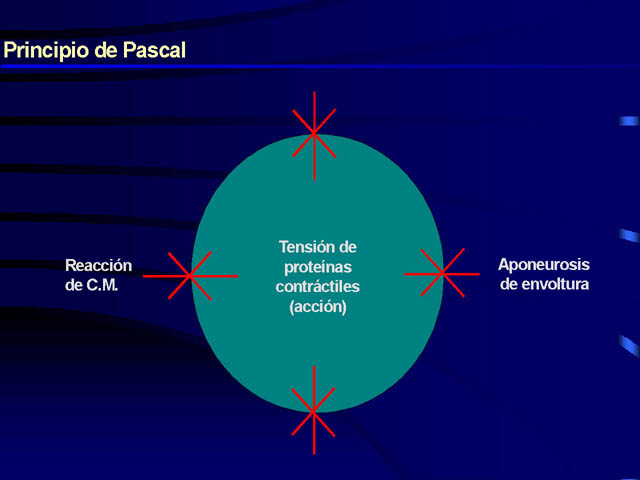 Principio de Pascal
Tensión de
proteínas
contráctiles
(acción)
Reacción
de C.M.
Aponeurosis
de envoltura